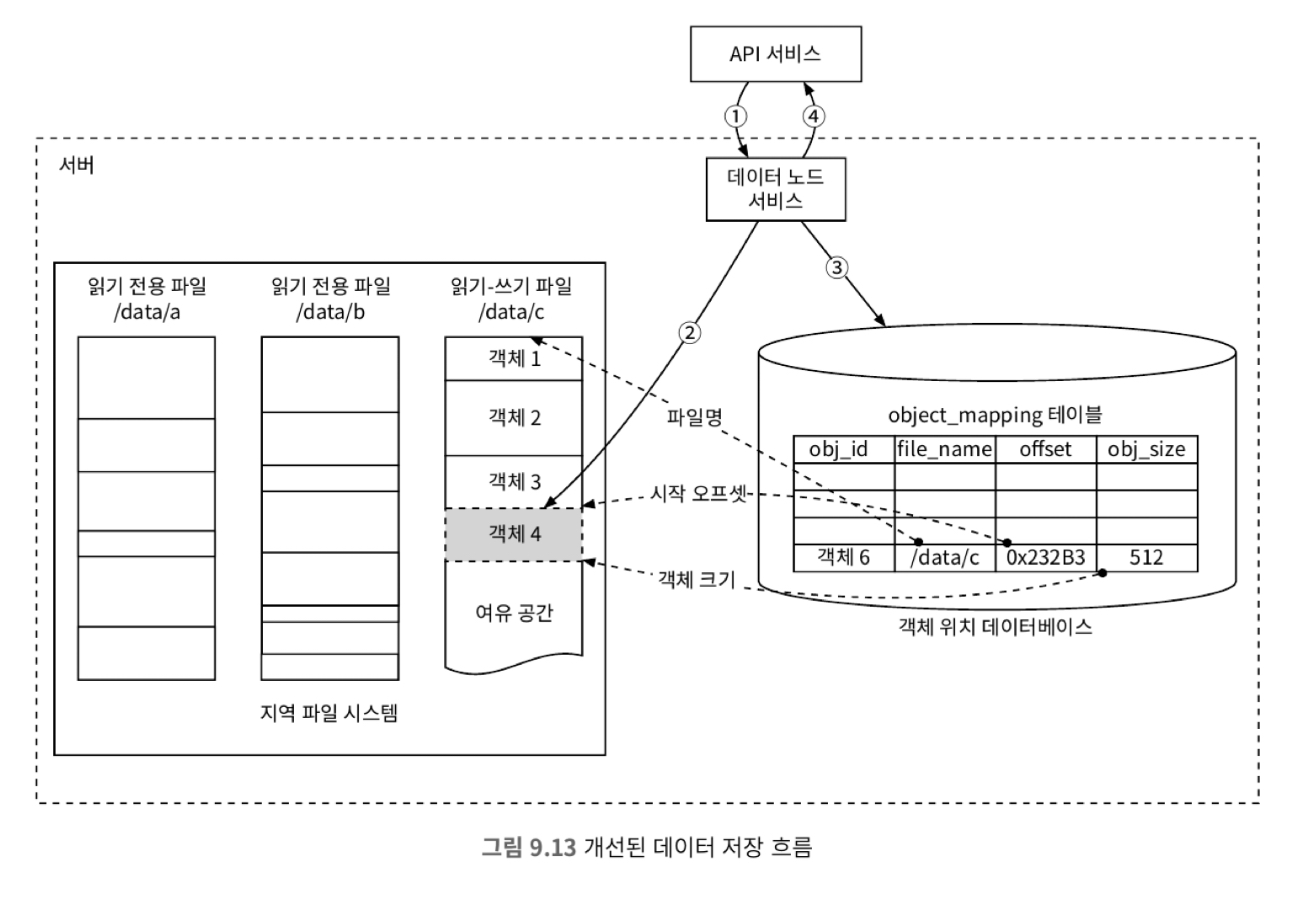 API 서비스
①
④
서버
데이터 노드
서비스
③
②
읽기 전용 파일
/data/a
읽기 전용 파일
/data/b
읽기-쓰기 파일
/data/c
객체 1
객체 2
객체 3
객체 4
여유 공간
지역 파일 시스템
파일명
시작 오프셋
객체 크기
object_mapping 테이블
obj_id file_name offset obj_size
객체 6 /data/c 0x232B3 512
객체 위치 데이터베이스
그림 9.13 개선된 데이터 저장 흐름